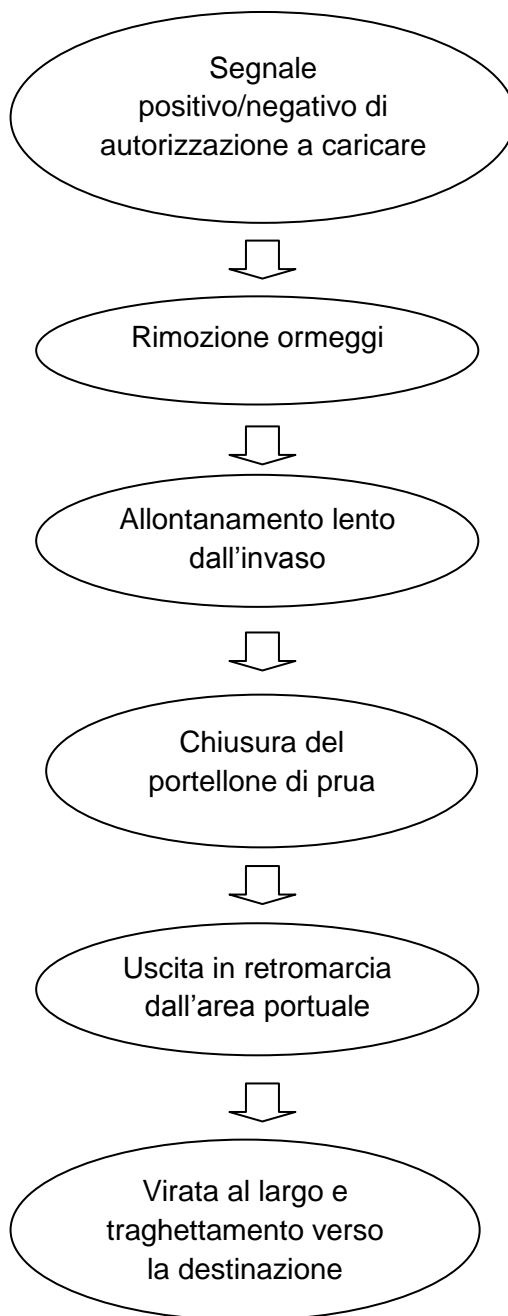 Segnale
positivo/negativo di
autorizzazione a caricare
Rimozione ormeggi
Allontanamento lento
dall'invaso
Chiusura del
portellone di prua
Uscita in retromarcia
dall'area portuale
Virata al largo e
traghettamento verso
la destinazione